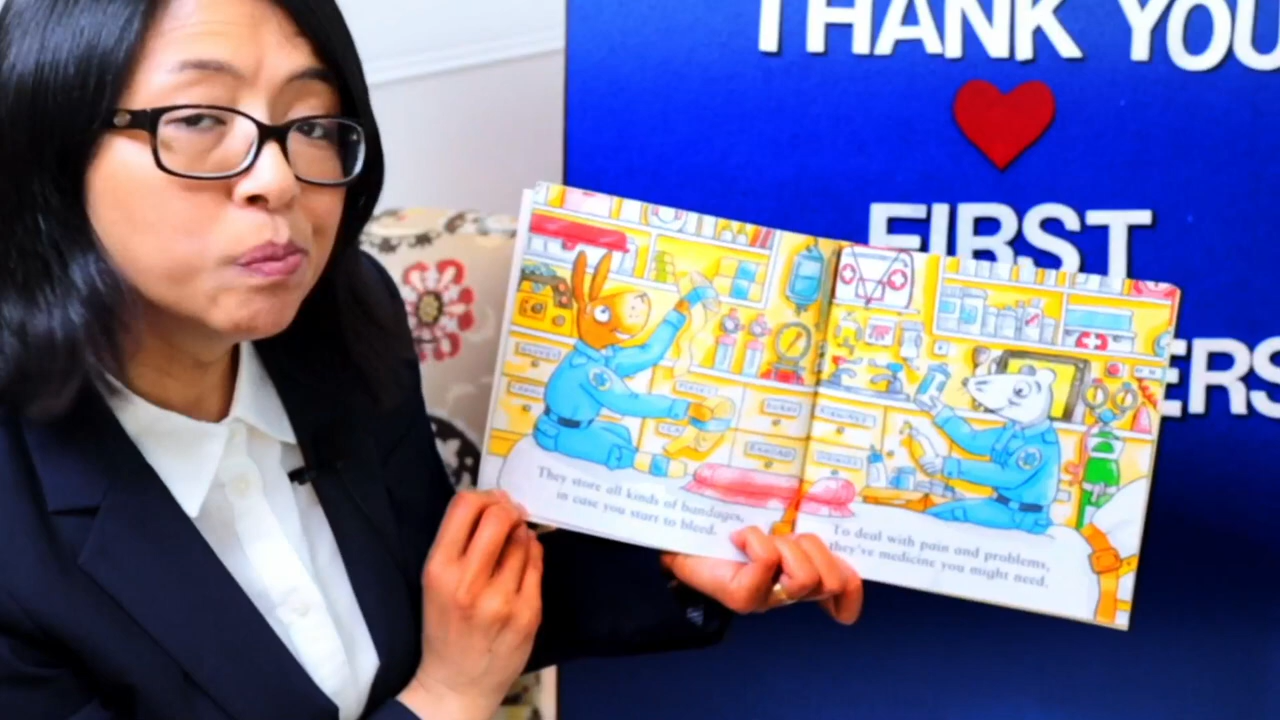 THANK YOU
FIRST
ERS
They store all kinds of bandages,
in case you start to bleed.
To deal with pain and problems,
they've medicine you might need.